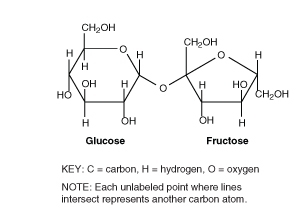 CH₂OH
CH₂OH
O
O
H
H
H
H
OH
H
H
HO
O
HO
CH₂OH
H
OH
OH
H
Glucose
Fructose
KEY: C = carbon, H = hydrogen, O = oxygen
NOTE: Each unlabeled point where lines
intersect represents another carbon atom.